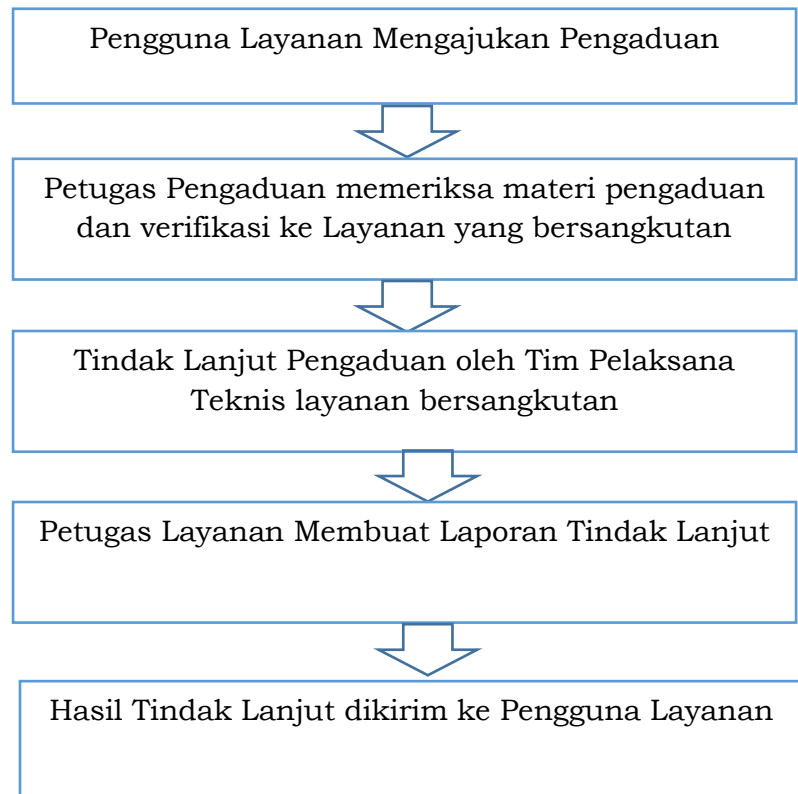 Pengguna Layanan Mengajukan Pengaduan
Petugas Pengaduan memeriksa materi pengaduan
dan verifikasi ke Layanan yang bersangkutan
Tindak Lanjut Pengaduan oleh Tim Pelaksana
Teknis layanan bersangkutan
Petugas Layanan Membuat Laporan Tindak Lanjut
Hasil Tindak Lanjut dikirim ke Pengguna Layanan